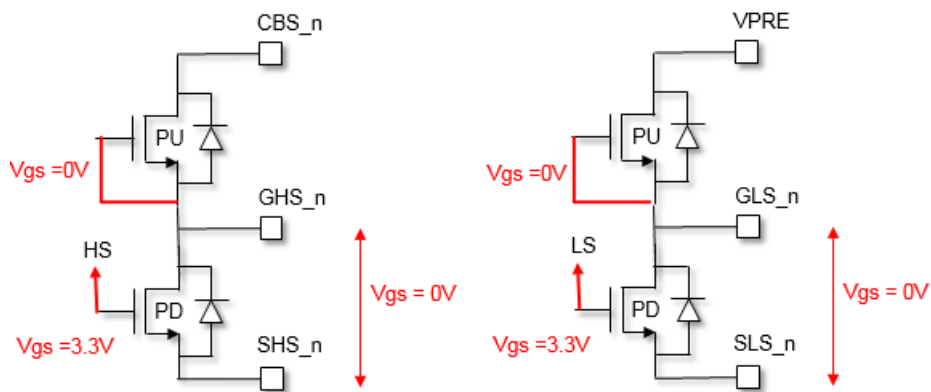 CBS_n
PU
Vgs =0V
GHS_n
HS
PD
Vgs = 0V
Vgs =3.3V
SHS_n
VPRE
PU
Vgs =0V
GLS_n
LS
PD
Vgs = 0V
Vgs =3.3V
SLS_n